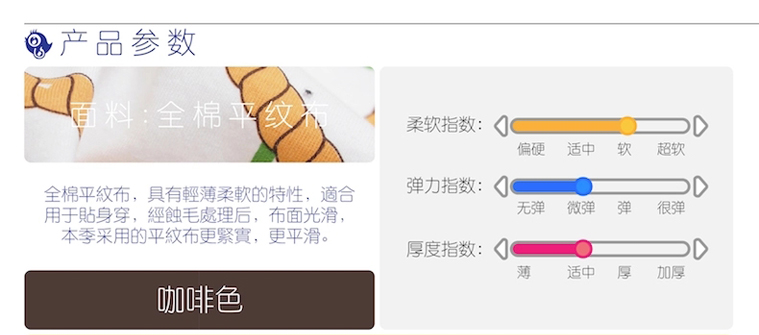 产品参数
面料:全棉平纹布
全棉平紋布，具有輕薄柔軟的特性，適合
用于貼身穿，經蝕毛處理后，布面光滑，
本季采用的平紋布更緊實，更平滑。
咖啡色
柔软指数：
偏硬 适中 软 超软
弹力指数：
无弹 微弹 弹 很弹
厚度指数：
薄 适中 厚 加厚